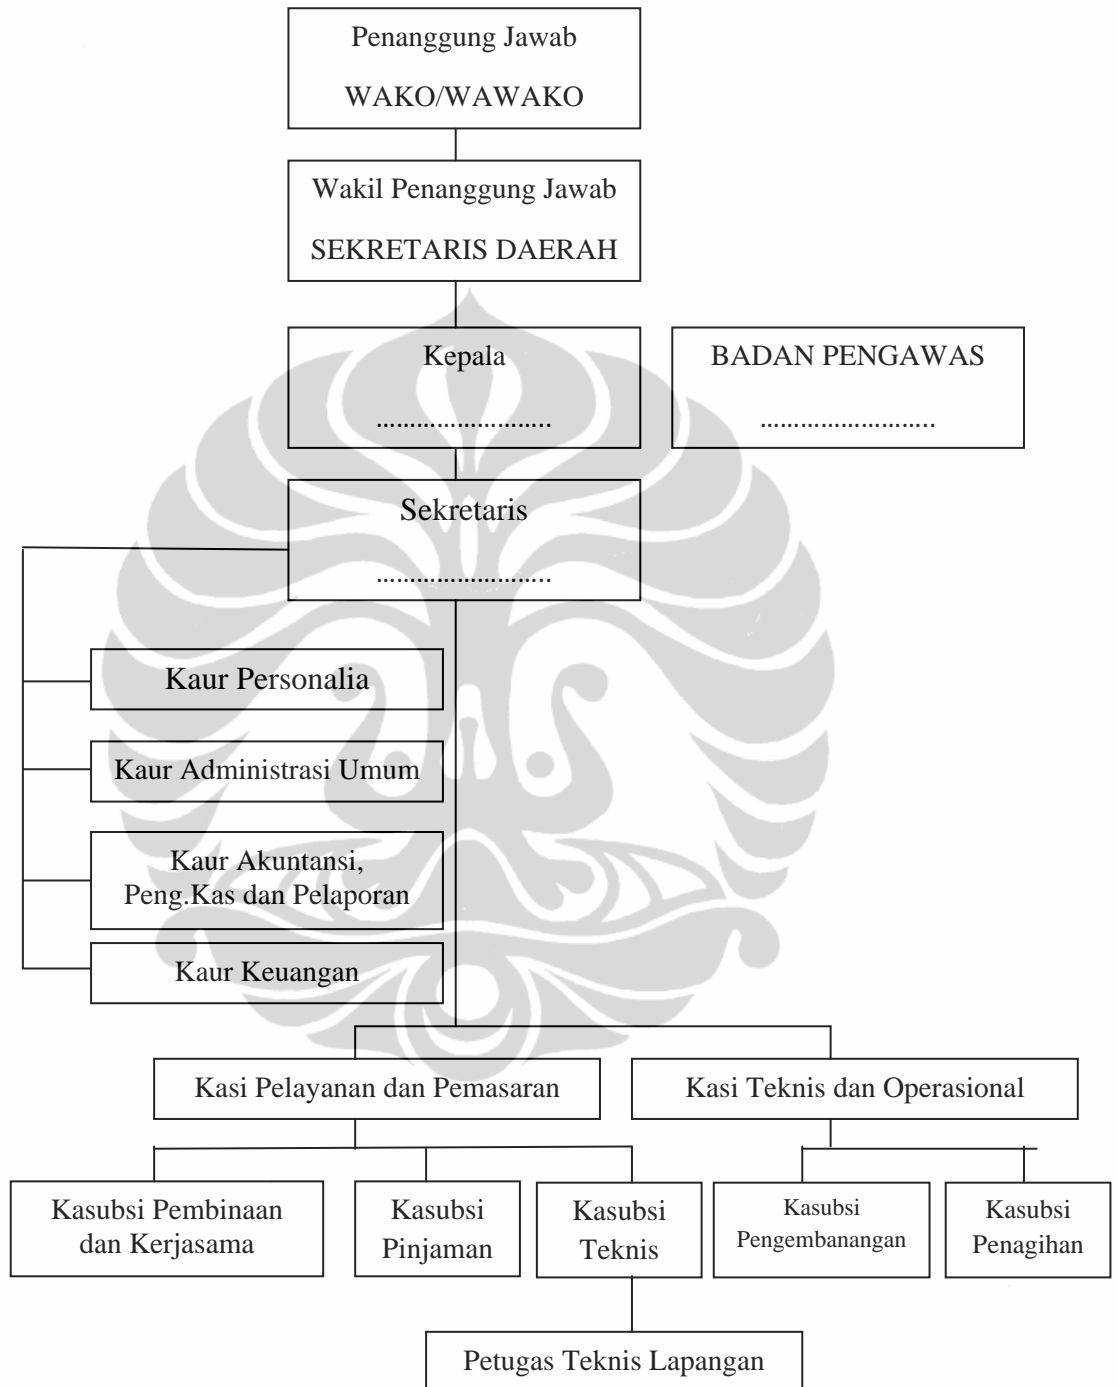 Penanggung Jawab
WAKO/WAWAKO
Wakil Penanggung Jawab
SEKRETARIS DAERAH
Kepala
............................
BADAN PENGAWAS
............................
Sekretaris
............................
Kaur Personalia
Kaur Administrasi Umum
Kaur Akuntansi,
Peng.Kas dan Pelaporan
Kaur Keuangan
Kasi Pelayanan dan Pemasaran
Kasi Teknis dan Operasional
Kasubsi Pembinaan
dan Kerjasama
Kasubsi
Pinjaman
Kasubsi
Teknis
Kasubsi
Pengembanangan
Kasubsi
Penagihan
Petugas Teknis Lapangan